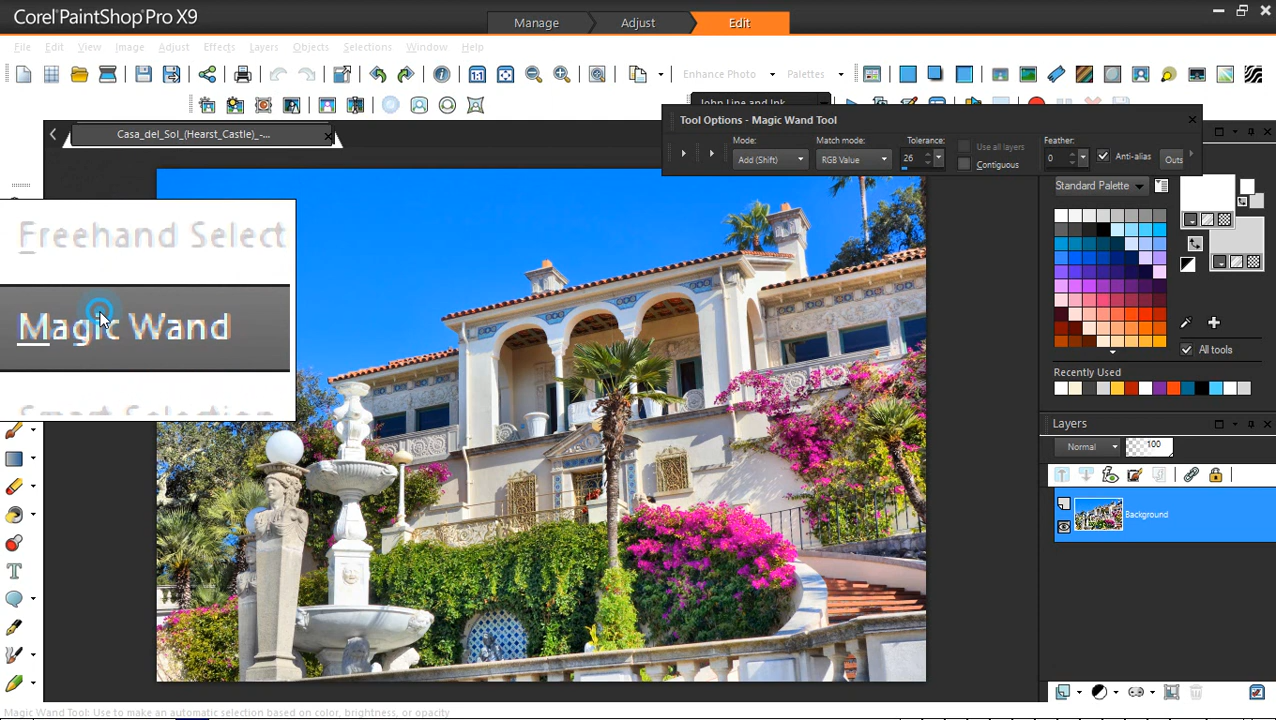 Corel PaintShop Pro X9
Manage
Adjust
Edit
File Edit View Image Adjust Effects Layers Objects Selections Window Help
Enhance Photo
Palettes
John Line and Ink
Casa_del_Sol_(Hearst_Castle)_-...
Tool Options - Magic Wand Tool
Mode:
Match mode:
Tolerance:
Use all layers
Feather:
Add (Shift)
RGB Value
26
Contiguous
0
Anti-alias
Outs
Standard Palette
Freehand Select
Magic Wand
Smart Selection
All tools
Recently Used
Layers
Normal
100
Background
Magic Wand Tool: Use to make an automatic selection based on color, brightness, or opacity